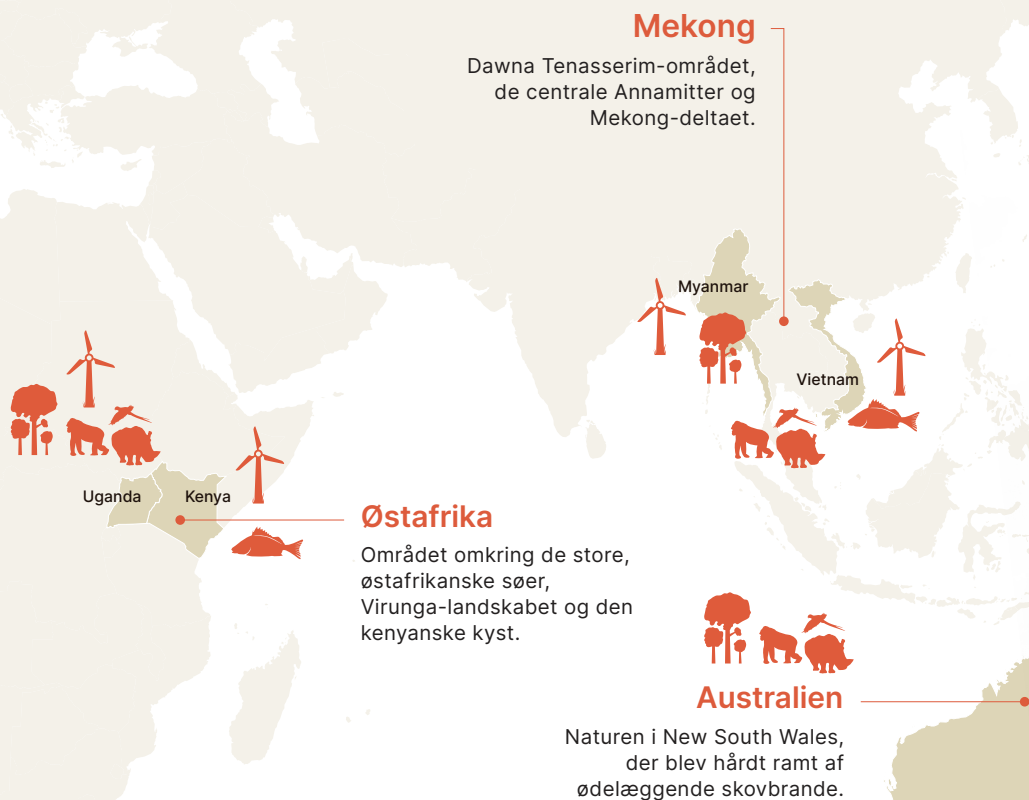 Mekong
Dawna Tenasserim-området,
de centrale Annamitter og
Mekong-deltaet.
Myanmar
Vietnam
Uganda
Kenya
Østafrika
Området omkring de store,
østafrikanske søer,
Virunga-landskabet og den
kenyanske kyst.
Australien
Naturen i New South Wales,
der blev hårdt ramt af
ødelæggende skovbrande.